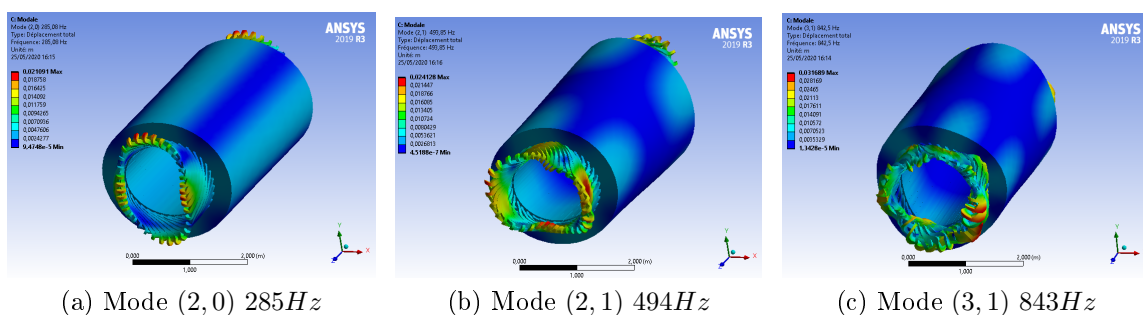 C: Modale
Mode (2,0) 285,08 Hz
Type: Déplacement total
Fréquence: 285,08 Hz
Unité: m
25/05/2020 16:15
0,021091 Max
0,018758
0,016425
0,014092
0,011759
0,0094265
0,0070936
0,0047606
0,0024277
9,4748e-5 Min
ANSYS
2019 R3
0,000
2,000 (m)
1,000
Y
X
Z
C: Modale
Mode (2,1) 493,85 Hz
Type: Déplacement total
Fréquence: 493,85 Hz
Unité: m
25/05/2020 16:16
0,024128 Max
0,021447
0,018766
0,016085
0,013405
0,010724
0,0080429
0,0053621
0,0026813
4,5188e-7 Min
ANSYS
2019 R3
0,000
2,000 (m)
1,000
Y
X
Z
C: Modale
Mode (3,1) 842,5 Hz
Type: Déplacement total
Fréquence: 842,5 Hz
Unité: m
25/05/2020 16:14
0,031689 Max
0,028169
0,02465
0,02113
0,017611
0,014091
0,010572
0,0070523
0,0035329
1,3428e-5 Min
ANSYS
2019 R3
0,000
2,000 (m)
1,000
Y
Z
(a) Mode (2,0) 285Hz
(b) Mode (2,1) 494Hz
(c) Mode (3,1) 843Hz